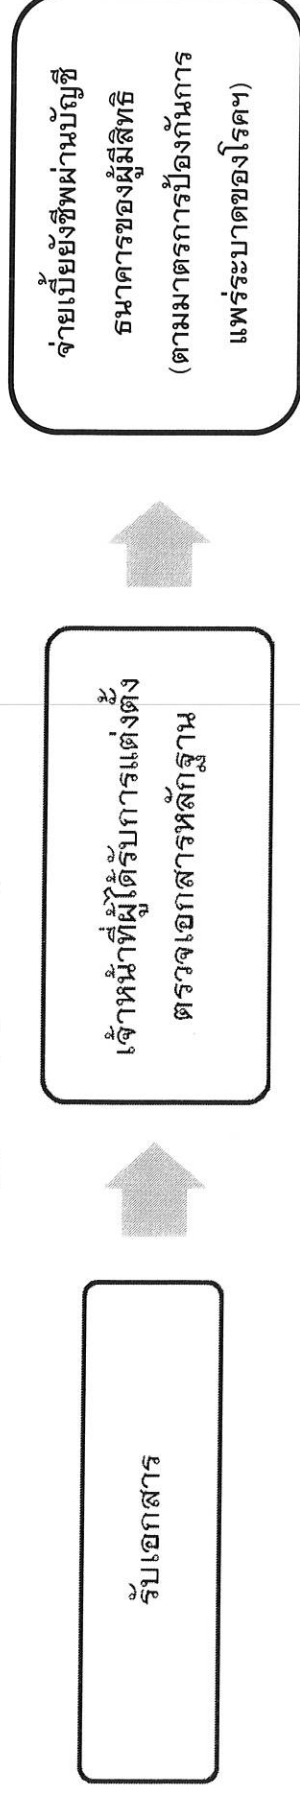 รับเอกสาร
เจ้าหน้าที่ผู้ได้รับการแต่งตั้ง
ตรวจเอกสารหลักฐาน
จ่ายเบี้ยยังชีพผ่านบัญชี
ธนาคารของผู้มีสิทธิ
(ตามมาตรการป้องกันการ
แพร่ระบาดของโรคฯ)